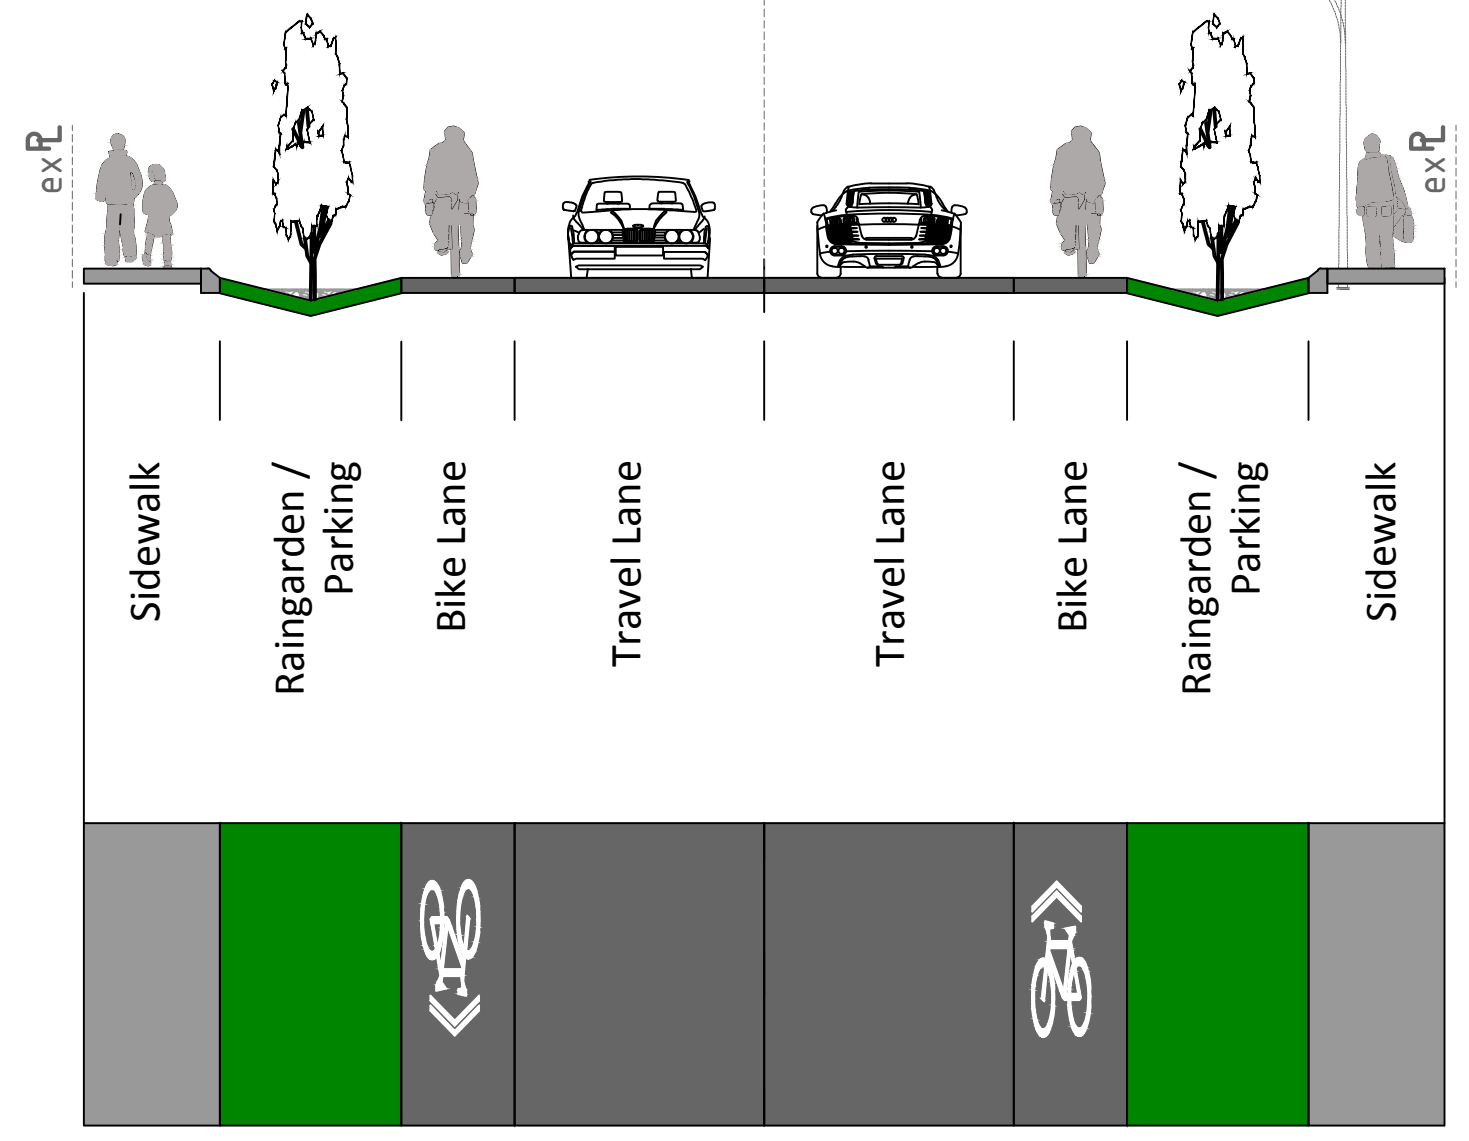 ex PL
ex PL
Sidewalk
Raingarden /
Parking
Bike Lane
Travel Lane
Travel Lane
Bike Lane
Raingarden /
Parking
Sidewalk